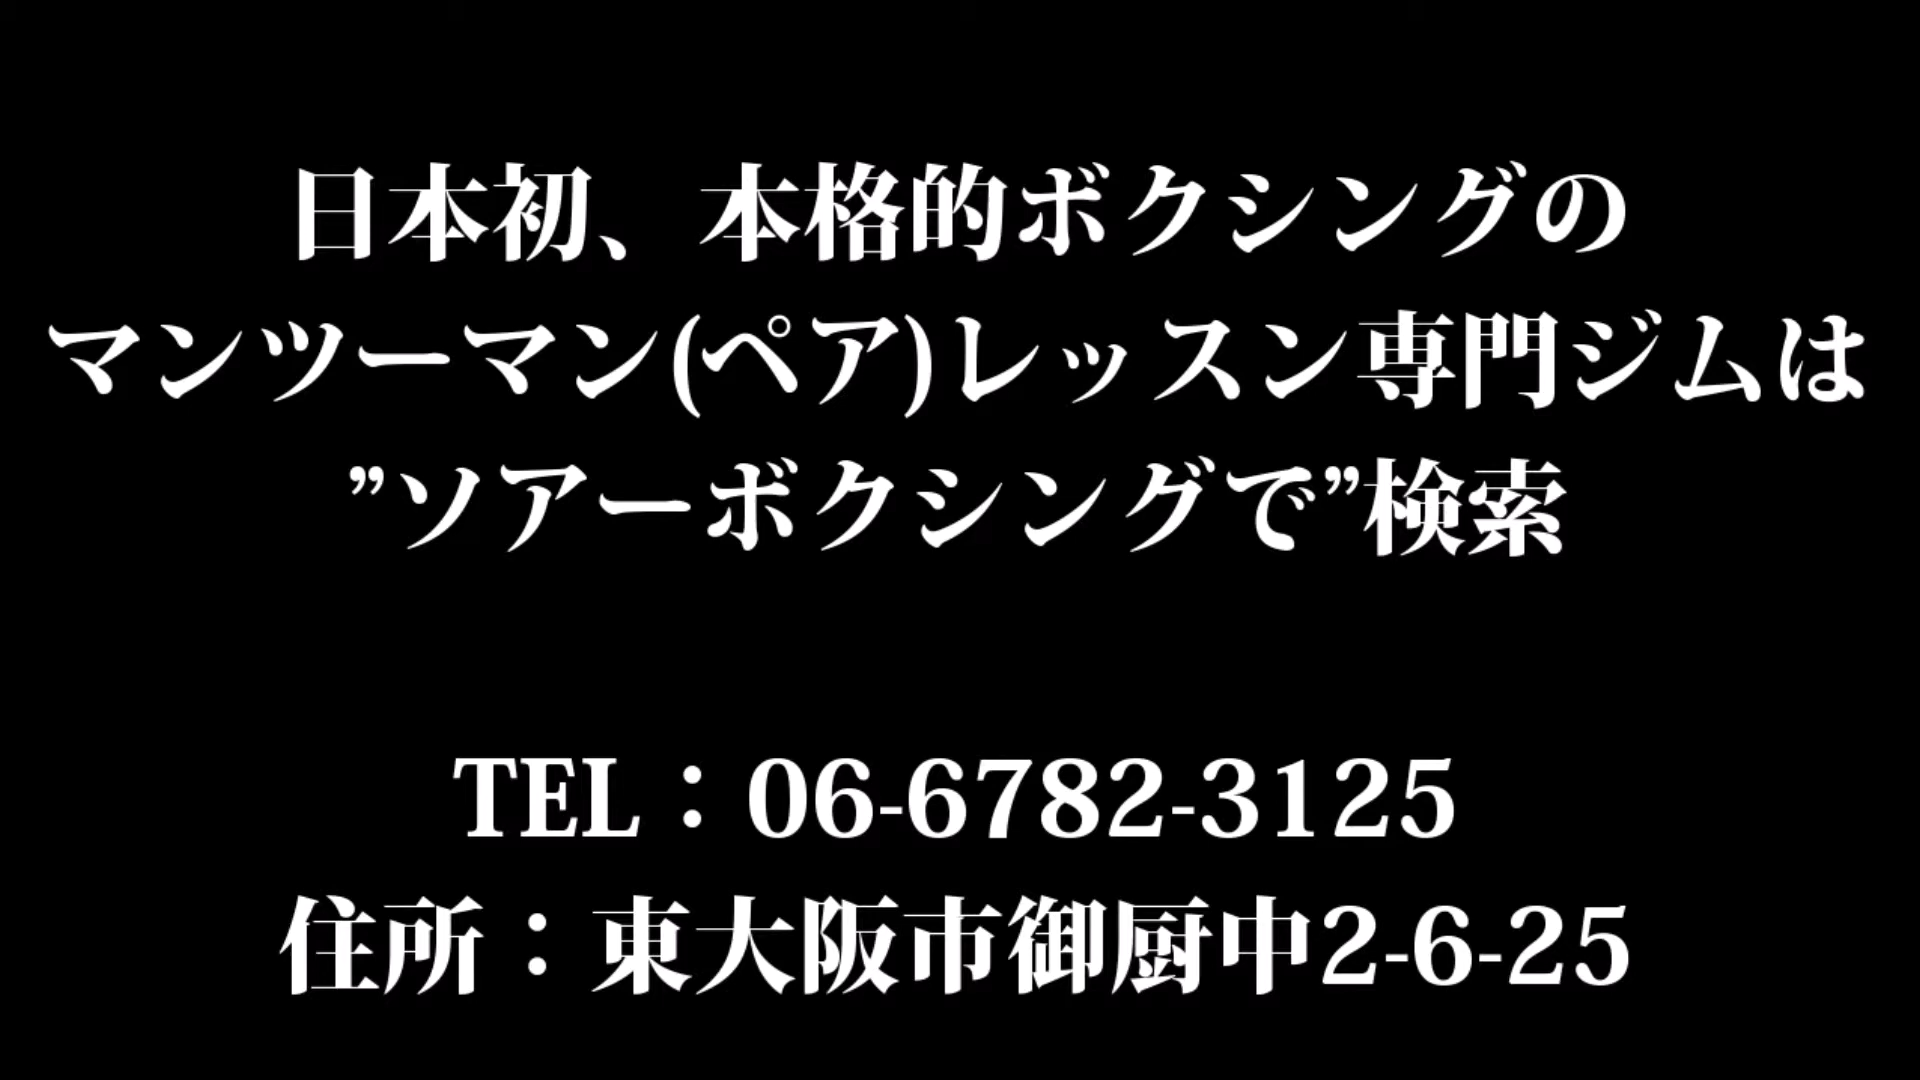 日本初、本格的ボクシングの
マンツーマン(ペア)レッスン専門ジムは
”ソアーボクシングで”検索
TEL：06-6782-3125
住所：東大阪市御厨中2-6-25